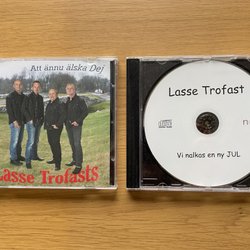 Att ännu älska Dej
Lasse Trofasts
Lasse Trofast
n
Vi nalkas en ny JUL